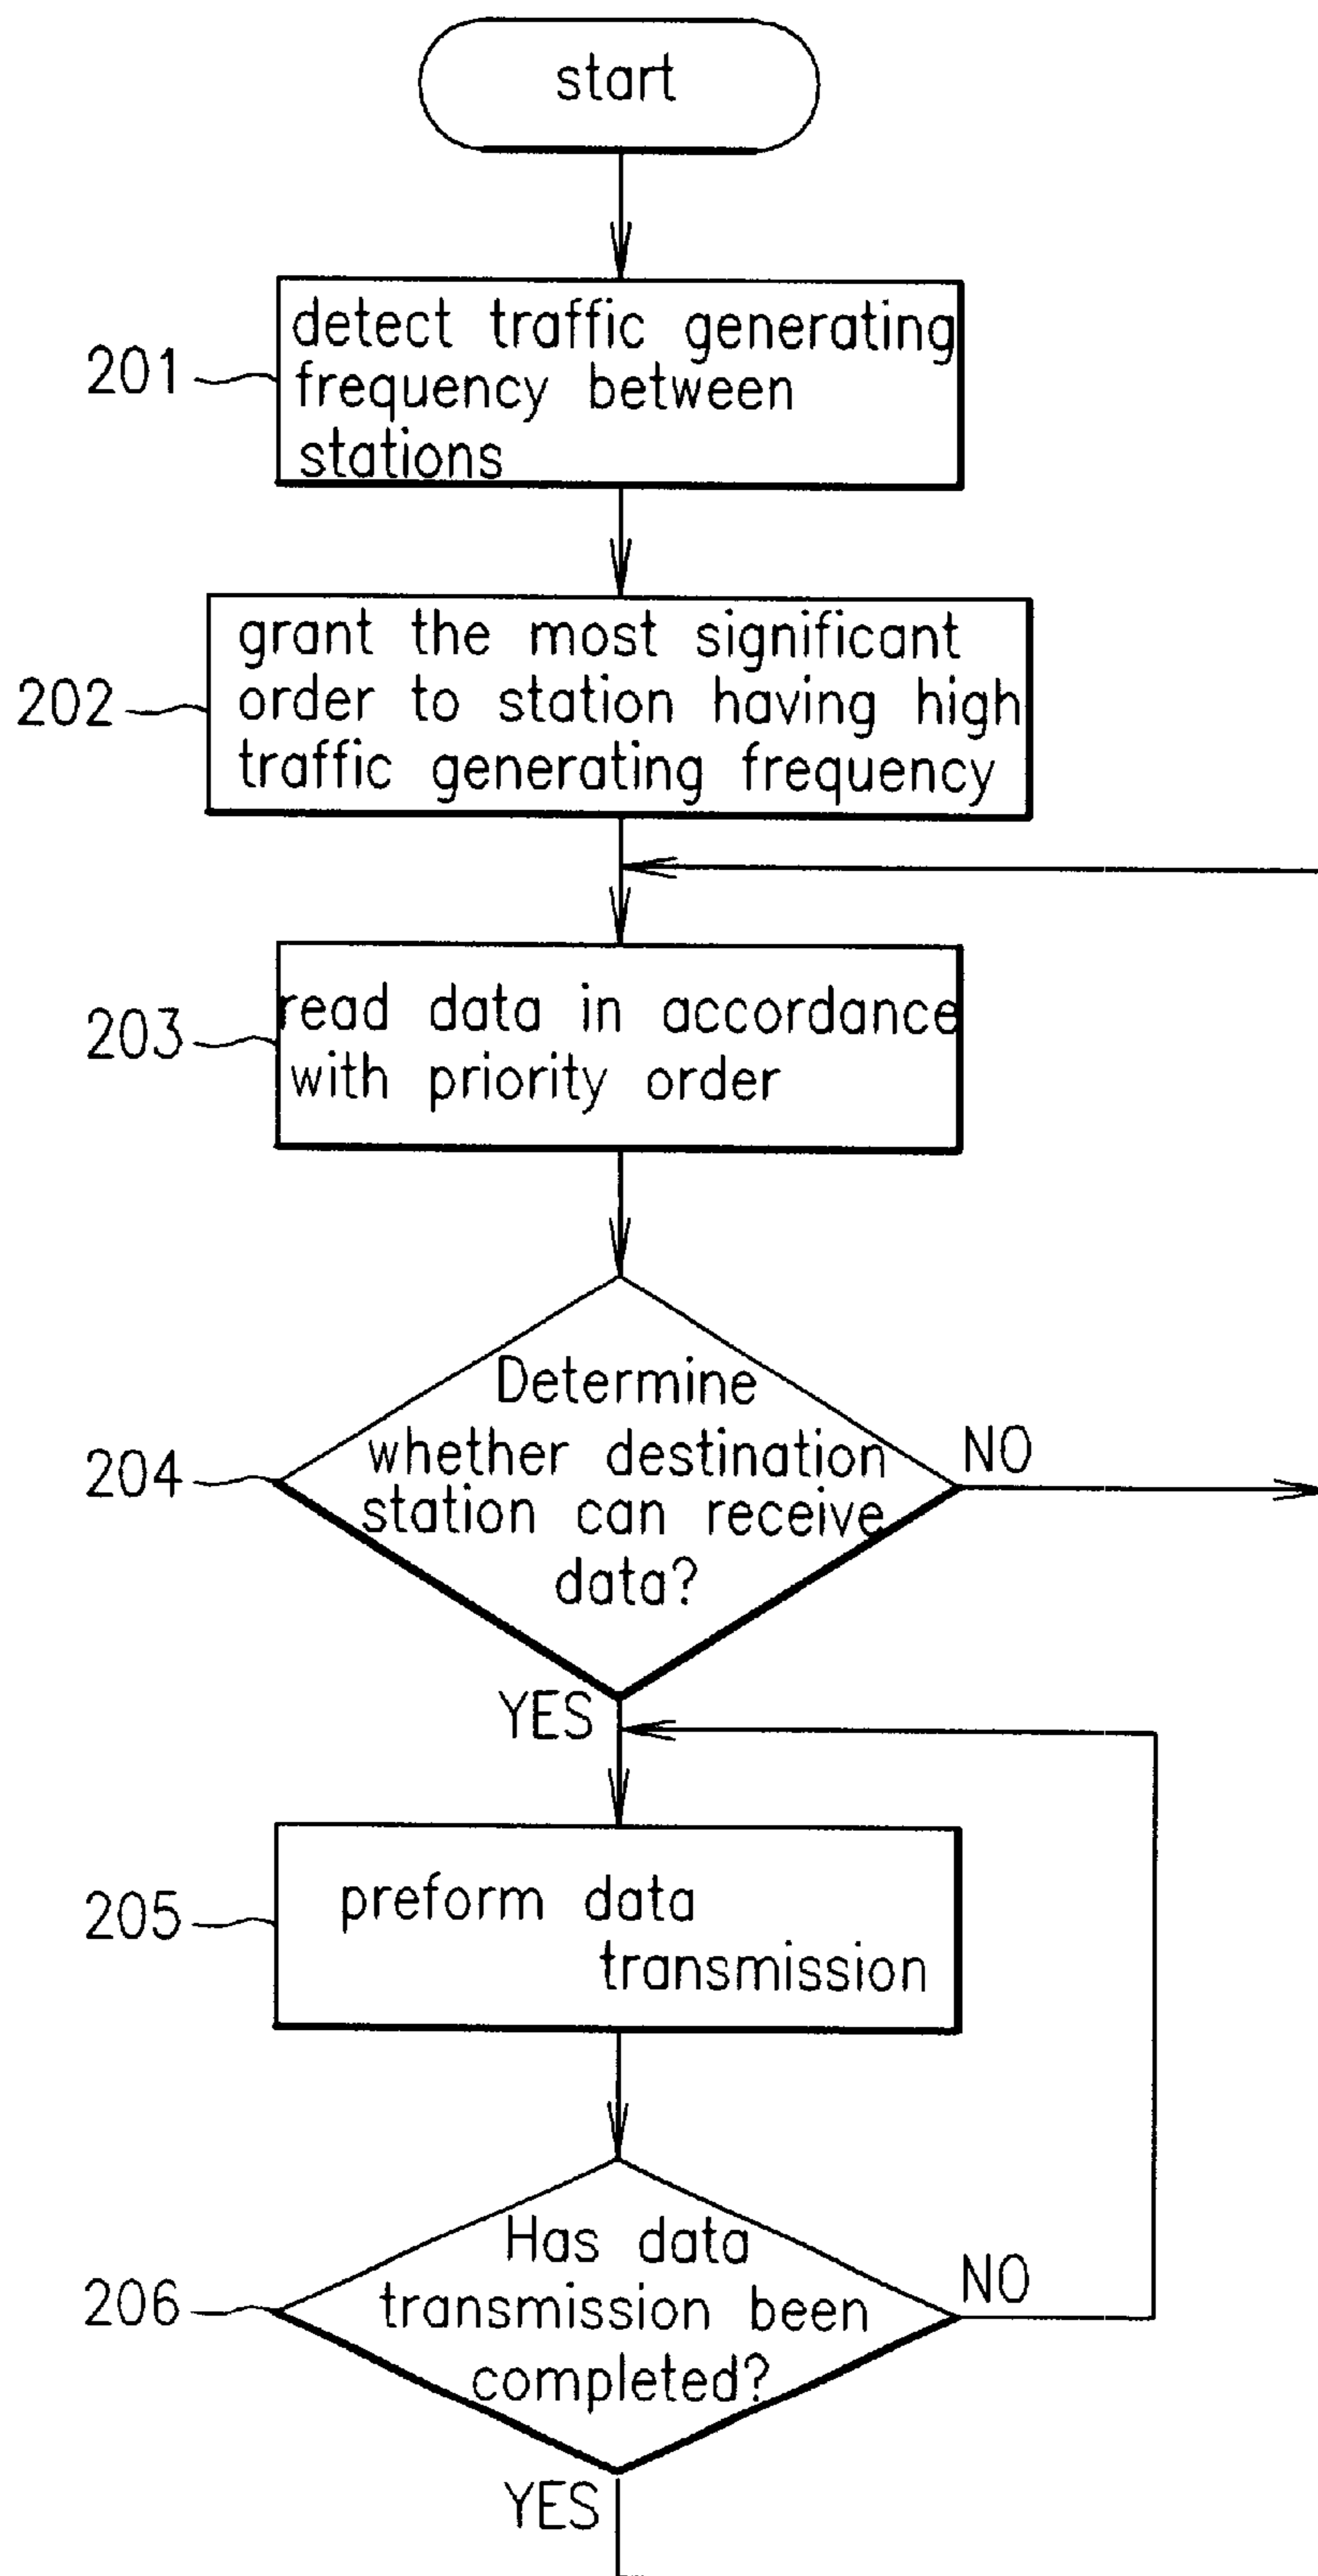 start
detect traffic generating
frequency between
stations
201
grant the most significant
order to station having high
traffic generating frequency
202
read data in accordance
with priority order
203
Determine
whether destination
station can receive
data?
204
NO
YES
preform data
transmission
205
Has data
transmission been
completed?
206
NO
YES